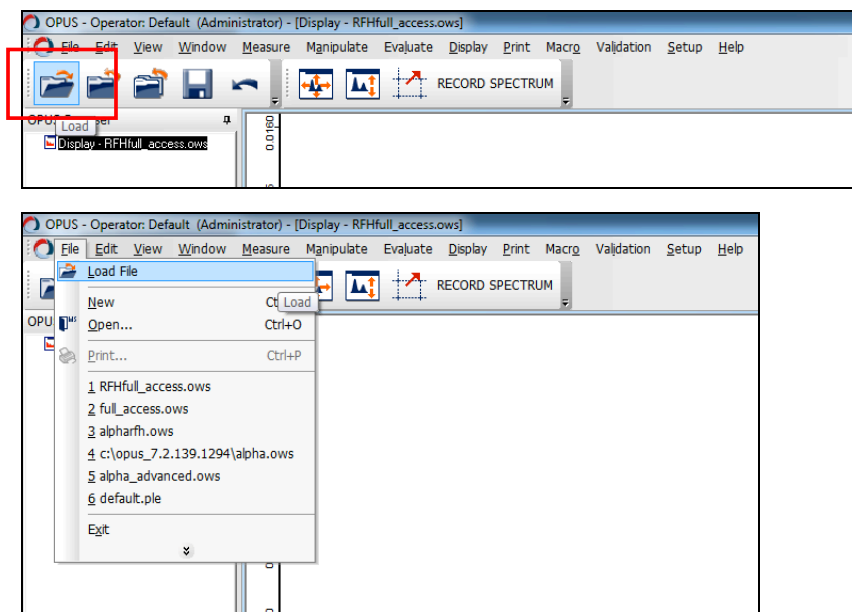 OPUS - Operator: Default (Administrator) - [Display - RFHfull_access.ows]
File Edit View Window Measure Manipulate Evaluate Display Print Macro Validation Setup Help
RECORD SPECTRUM
Load
Display - RFHfull_access.ows
0.0160
OPUS - Operator: Default (Administrator) - [Display - RFHfull_access.ows]
File Edit View Window Measure Manipulate Evaluate Display Print Macro Validation Setup Help
Load File
RECORD SPECTRUM
New
Load
Open... Ctrl+O
Print... Ctrl+P
1 RFHfull_access.ows
2 full_access.ows
3 alpharfh.ows
4 c:\opus_7.2.139.1294\alpha.ows
5 alpha_advanced.ows
6 default.ple
Exit